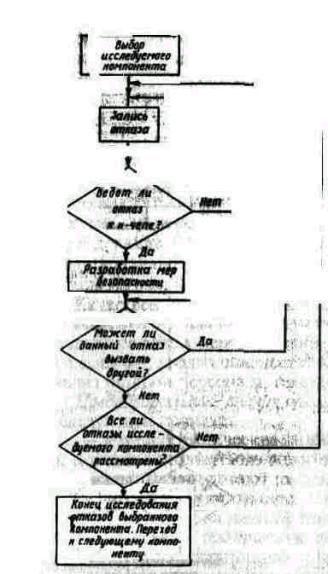 Выбор
исследуемого
компонента
Запись
отказа
Ведет ли
отказ
к н-чепе?
Нет
Да
Разработка мер
безопасности
Может ли
данный отказ
вызвать
другой?
Да
Нет
Все ли
отказы иссле-
дуемого компонента
рассмотрены?
Нет
Да
Конец исследования
отказов выбранного
компонента. Переход
к следующему компо-
ненту